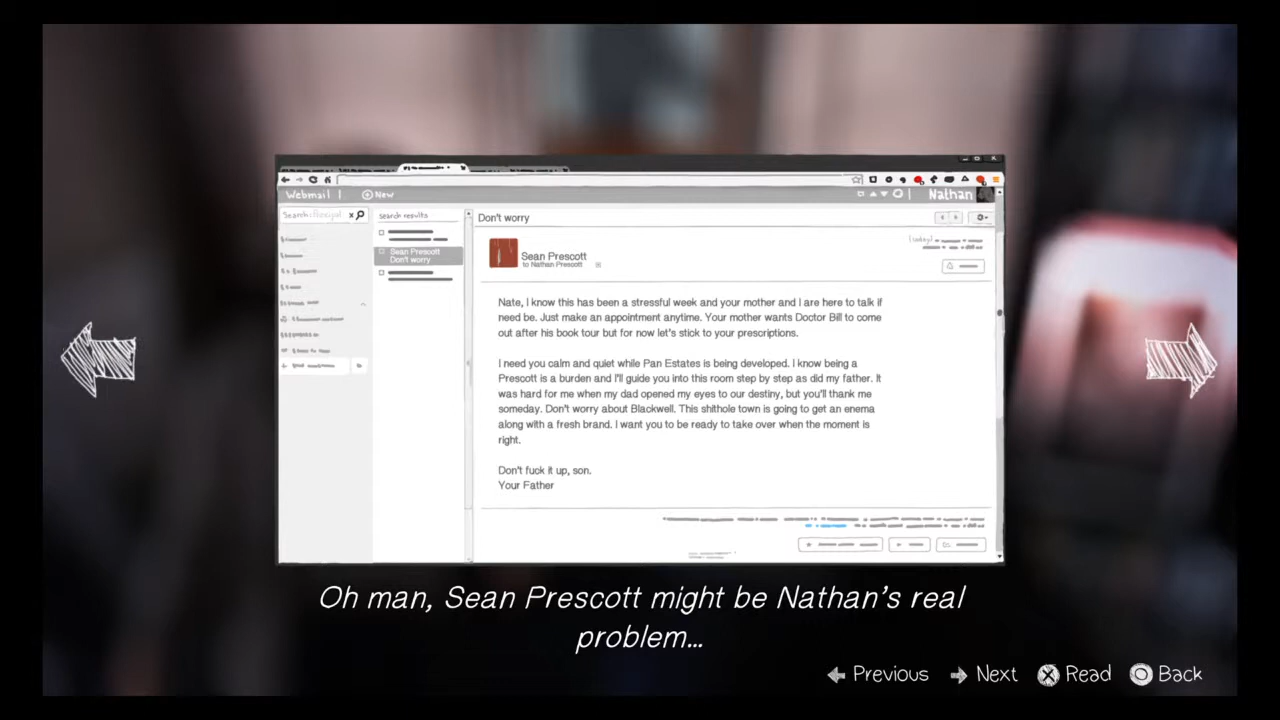 Webmail | New
Nathan
Search:
search results
Don't worry
Sean Prescott
Don't worry
Sean Prescott
to Nathan Prescott
Nate, I know this has been a stressful week and your mother and I are here to talk if
need be. Just make an appointment anytime. Your mother wants Doctor Bill to come
out after his book tour but for now let's stick to your prescriptions.
I need you calm and quiet while Pan Estates is being developed. I know being a
Prescott is a burden and I'll guide you into this room step by step as did my father. It
was hard for me when my dad opened my eyes to our destiny, but you'll thank me
someday. Don't worry about Blackwell. This shithole town is going to get an enema
along with a fresh brand. I want you to be ready to take over when the moment is
right.
Don't fuck it up, son.
Your Father
Oh man, Sean Prescott might be Nathan's real
problem...
Previous Next Read Back